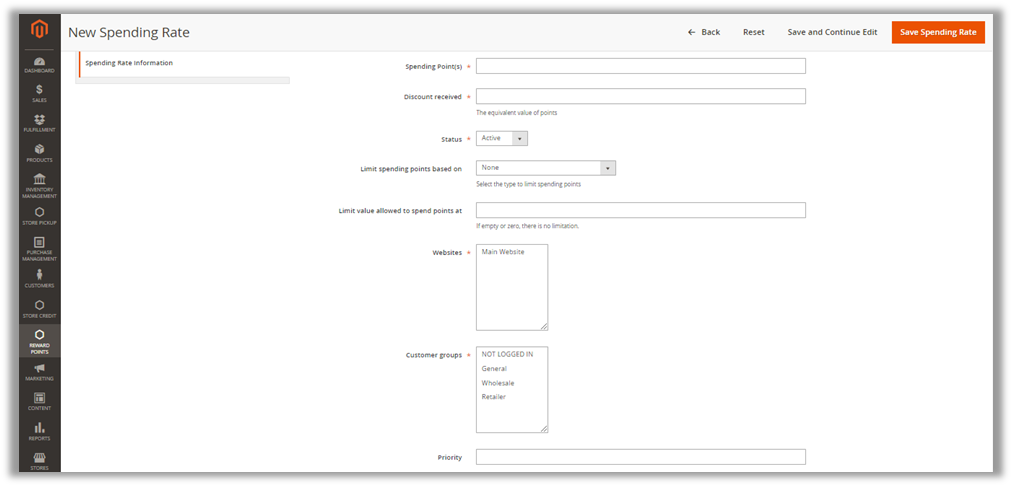 New Spending Rate
Back
Reset
Save and Continue Edit
Save Spending Rate
DASHBOARD
SALES
FULFILLMENT
PRODUCTS
INVENTORY
MANAGEMENT
STORE PICKUP
PURCHASE
MANAGEMENT
CUSTOMERS
STORE CREDIT
REWARD
POINTS
MARKETING
CONTENT
REPORTS
STORES
Spending Rate Information
Spending Point(s) *
Discount received *
The equivalent value of points
Status * Active
Limit spending points based on None
Select the type to limit spending points
Limit value allowed to spend points at
If empty or zero, there is no limitation.
Websites * Main Website
Customer groups * NOT LOGGED IN
General
Wholesale
Retailer
Priority